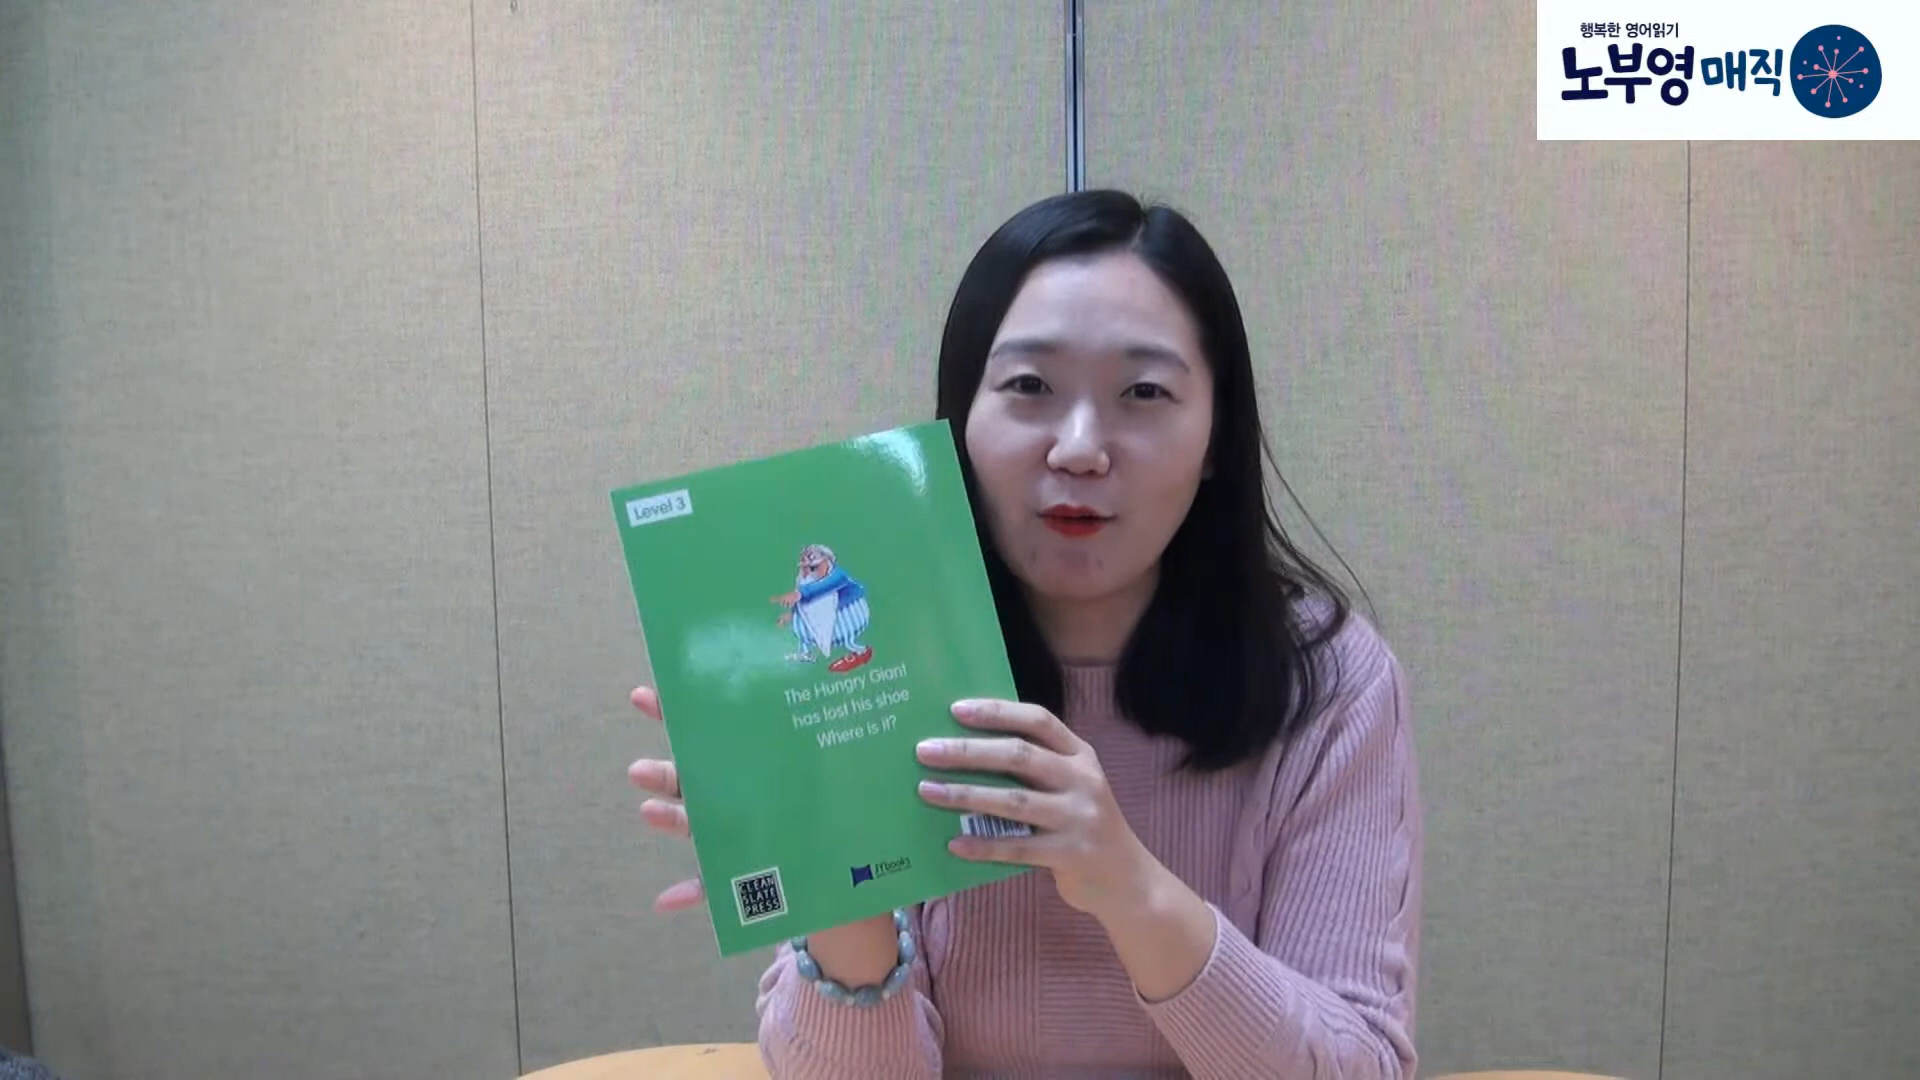 행복한 영어읽기
노부영 매직
Level 3
The Hungry Giant
has lost his shoe
Where is it?
CLEAN
SLATE
PRESS
JYbooks